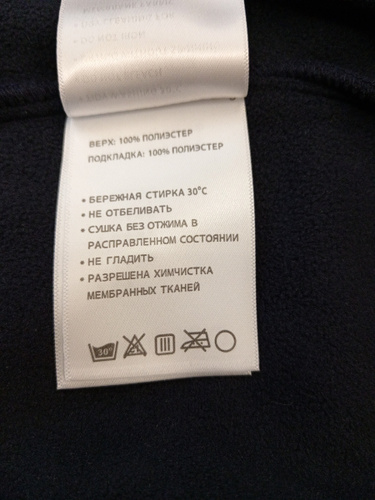 ВЕРХ: 100% ПОЛИЭСТЕР
ПОДКЛАДКА: 100% ПОЛИЭСТЕР
• БЕРЕЖНАЯ СТИРКА 30°C
• НЕ ОТБЕЛИВАТЬ
• СУШКА БЕЗ ОТЖИМА В
РАСПРАВЛЕННОМ СОСТОЯНИИ
• НЕ ГЛАДИТЬ
• РАЗРЕШЕНА ХИМЧИСТКА
МЕМБРАННЫХ ТКАНЕЙ
30°